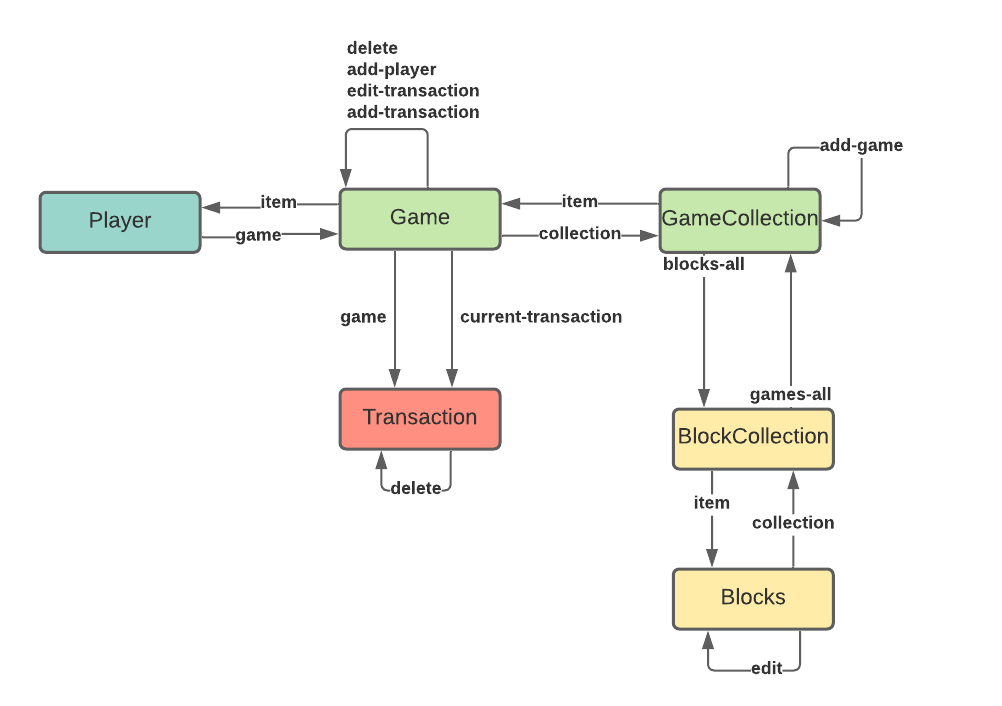 delete
add-player
edit-transaction
add-transaction
add-game
item
item
Player
Game
GameCollection
game
collection
blocks-all
game
current-transaction
games-all
Transaction
BlockCollection
delete
item
collection
Blocks
edit